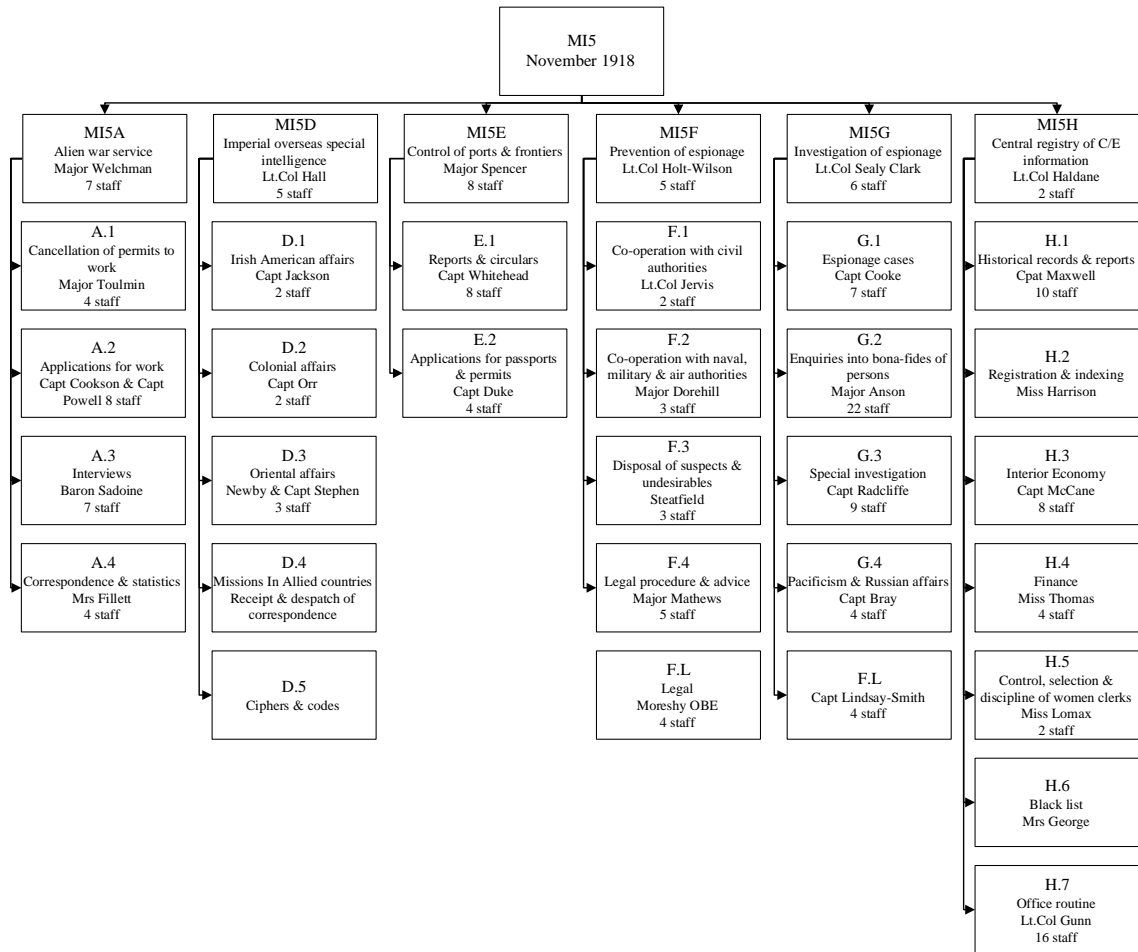 MI5
November 1918
MI5A
Alien war service
Major Welchman
7 staff
A.1
Cancellation of permits to
work
Major Toulmin
4 staff
A.2
Applications for work
Capt Cookson & Capt
Powell 8 staff
A.3
Interviews
Baron Sadoine
7 staff
A.4
Correspondence & statistics
Mrs Fillett
4 staff
MI5D
Imperial overseas special
intelligence
Lt.Col Hall
5 staff
D.1
Irish American affairs
Capt Jackson
2 staff
D.2
Colonial affairs
Capt Orr
2 staff
D.3
Oriental affairs
Newby & Capt Stephen
3 staff
D.4
Missions In Allied countries
Receipt & despatch of
correspondence
D.5
Ciphers & codes
MI5E
Control of ports & frontiers
Major Spencer
8 staff
E.1
Reports & circulars
Capt Whitehead
8 staff
E.2
Applications for passports
& permits
Capt Duke
4 staff
MI5F
Prevention of espionage
Lt.Col Holt-Wilson
5 staff
F.1
Co-operation with civil
authorities
Lt.Col Jervis
2 staff
F.2
Co-operation with naval,
military & air authorities
Major Dorehill
3 staff
F.3
Disposal of suspects &
undesirables
Steatfield
3 staff
F.4
Legal procedure & advice
Major Mathews
5 staff
F.L
Legal
Moreshy OBE
4 staff
MI5G
Investigation of espionage
Lt.Col Sealy Clark
6 staff
G.1
Espionage cases
Capt Cooke
7 staff
G.2
Enquiries into bona-fides of
persons
Major Anson
22 staff
G.3
Special investigation
Capt Radcliffe
9 staff
G.4
Pacificism & Russian affairs
Capt Bray
4 staff
F.L
Capt Lindsay-Smith
4 staff
MI5H
Central registry of C/E
information
Lt.Col Haldane
2 staff
H.1
Historical records & reports
Cpat Maxwell
10 staff
H.2
Registration & indexing
Miss Harrison
H.3
Interior Economy
Capt McCane
8 staff
H.4
Finance
Miss Thomas
4 staff
H.5
Control, selection &
discipline of women clerks
Miss Lomax
2 staff
H.6
Black list
Mrs George
H.7
Office routine
Lt.Col Gunn
16 staff